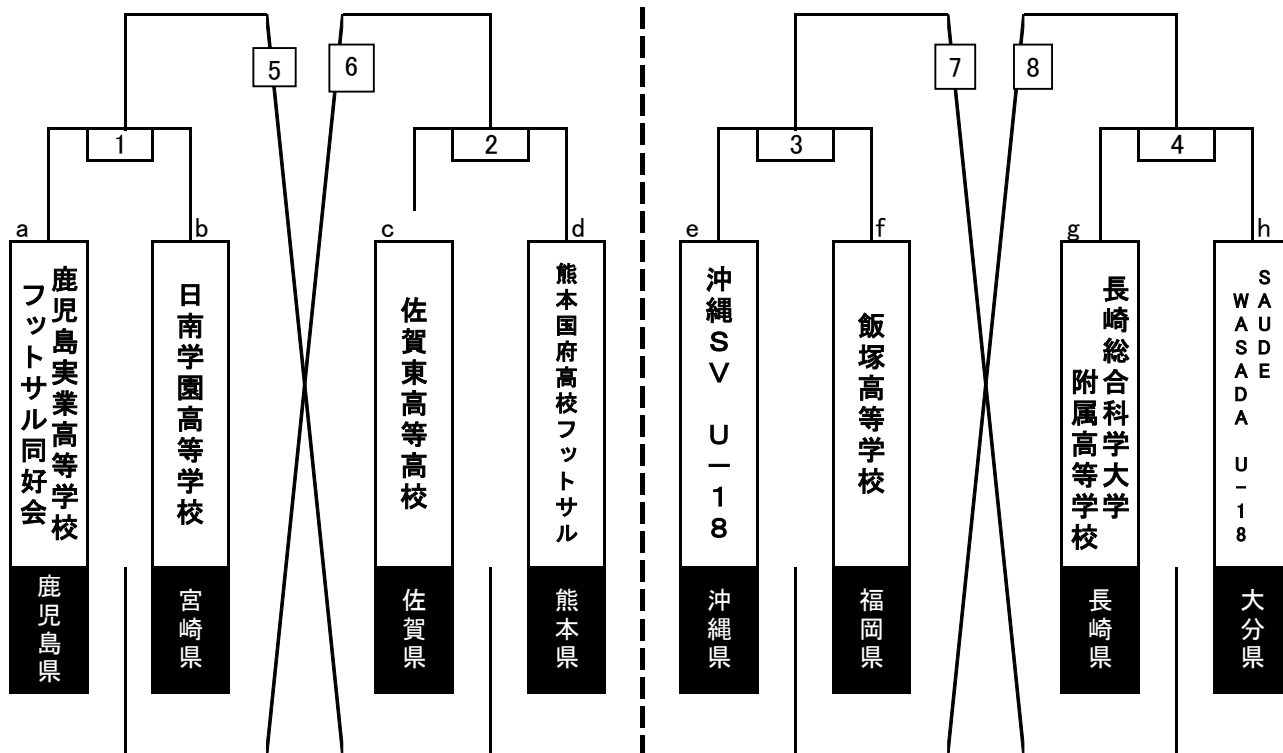 5
6
7
8
1
2
3
4
a
b
c
d
e
f
g
h
鹿児島実業高等学校
フットサル同好会
日南学園高等学校
佐賀東高等高校
熊本国府高校フットサル
沖縄SV U－18
飯塚高等学校
長崎総合科学大学
附属高等学校
SAUDE
WASADA U－18
鹿児島県
宮崎県
佐賀県
熊本県
沖縄県
福岡県
長崎県
大分県